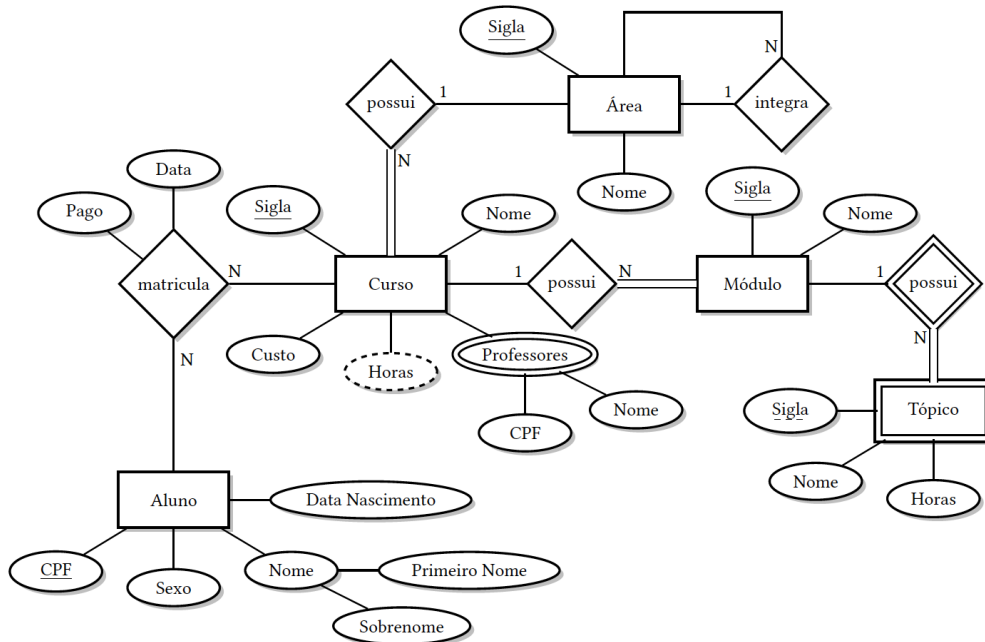 Sigla
N
possui
1
Área
1
integra
N
Nome
Data
Sigla
Pago
Sigla
Nome
Nome
matricula
N
Curso
1
possui
N
Módulo
1
possui
N
Custo
Horas
Professores
N
Nome
CPF
Sigla
Tópico
Nome
Horas
Aluno
Data Nascimento
CPF
Sexo
Nome
Primeiro Nome
Sobrenome